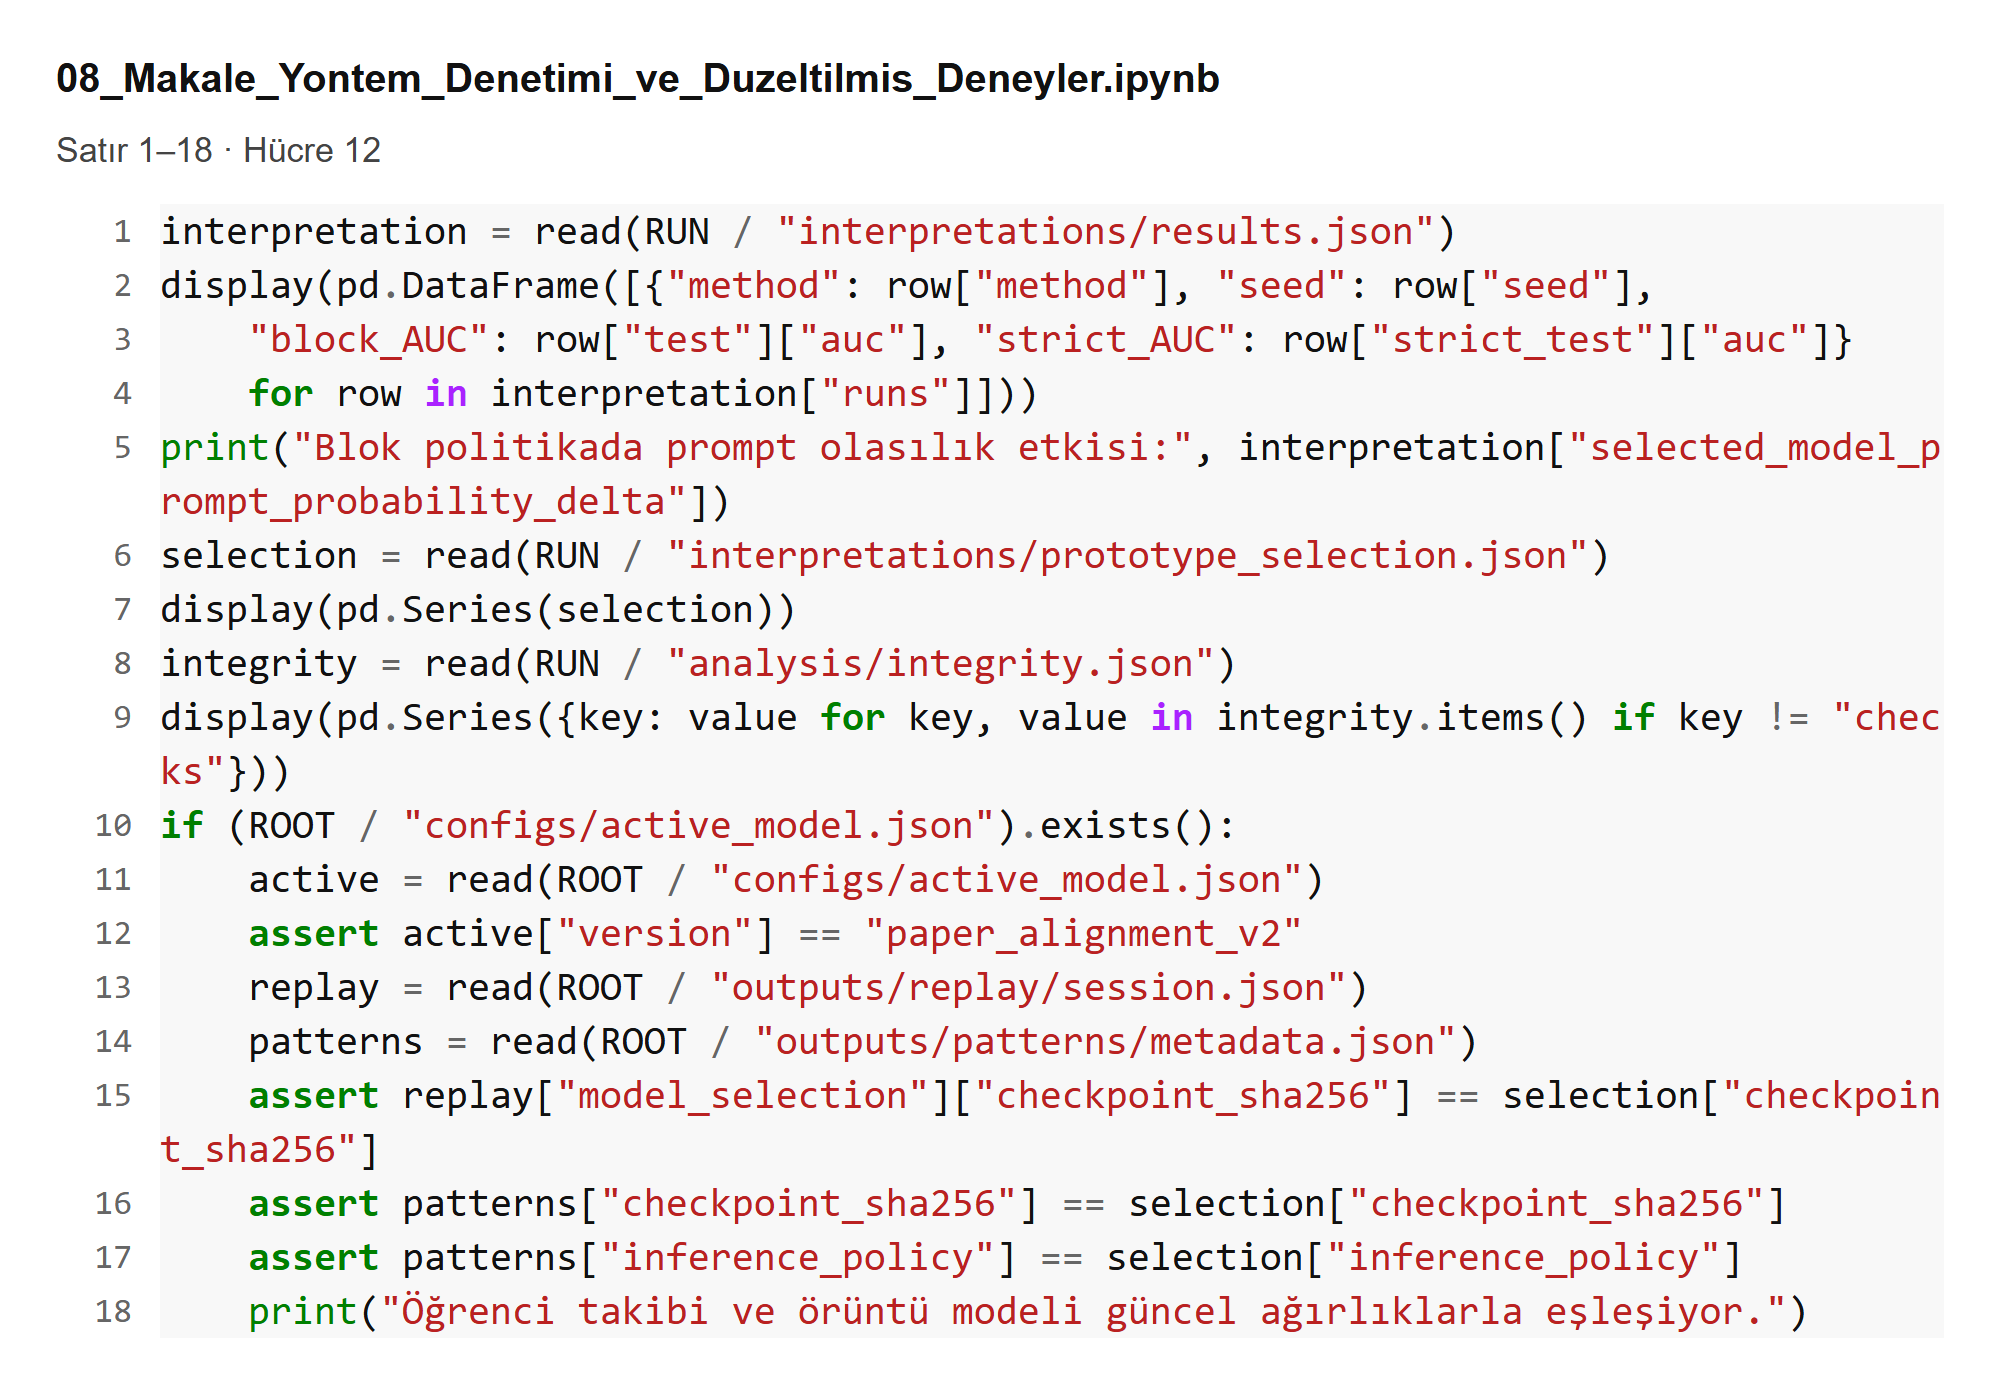 08_Makale_Yontem_Denetimi_ve_Duzeltilmis_Deneyler.ipynb
Satır 1–18 · Hücre 12
1 interpretation = read(RUN / "interpretations/results.json")
2 display(pd.DataFrame([{"method": row["method"], "seed": row["seed"],
3     "block_AUC": row["test"]["auc"], "strict_AUC": row["strict_test"]["auc"]}
4     for row in interpretation["runs"]]))
5 print("Blok politikada prompt olasılık etkisi:", interpretation["selected_model_p
rompt_probability_delta"])
6 selection = read(RUN / "interpretations/prototype_selection.json")
7 display(pd.Series(selection))
8 integrity = read(RUN / "analysis/integrity.json")
9 display(pd.Series({key: value for key, value in integrity.items() if key != "chec
ks"}))
10 if (ROOT / "configs/active_model.json").exists():
11     active = read(ROOT / "configs/active_model.json")
12     assert active["version"] == "paper_alignment_v2"
13     replay = read(ROOT / "outputs/replay/session.json")
14     patterns = read(ROOT / "outputs/patterns/metadata.json")
15     assert replay["model_selection"]["checkpoint_sha256"] == selection["checkpoin
t_sha256"]
16     assert patterns["checkpoint_sha256"] == selection["checkpoint_sha256"]
17     assert patterns["inference_policy"] == selection["inference_policy"]
18     print("Öğrenci takibi ve örüntü modeli güncel ağırlıklarla eşleşiyor.")